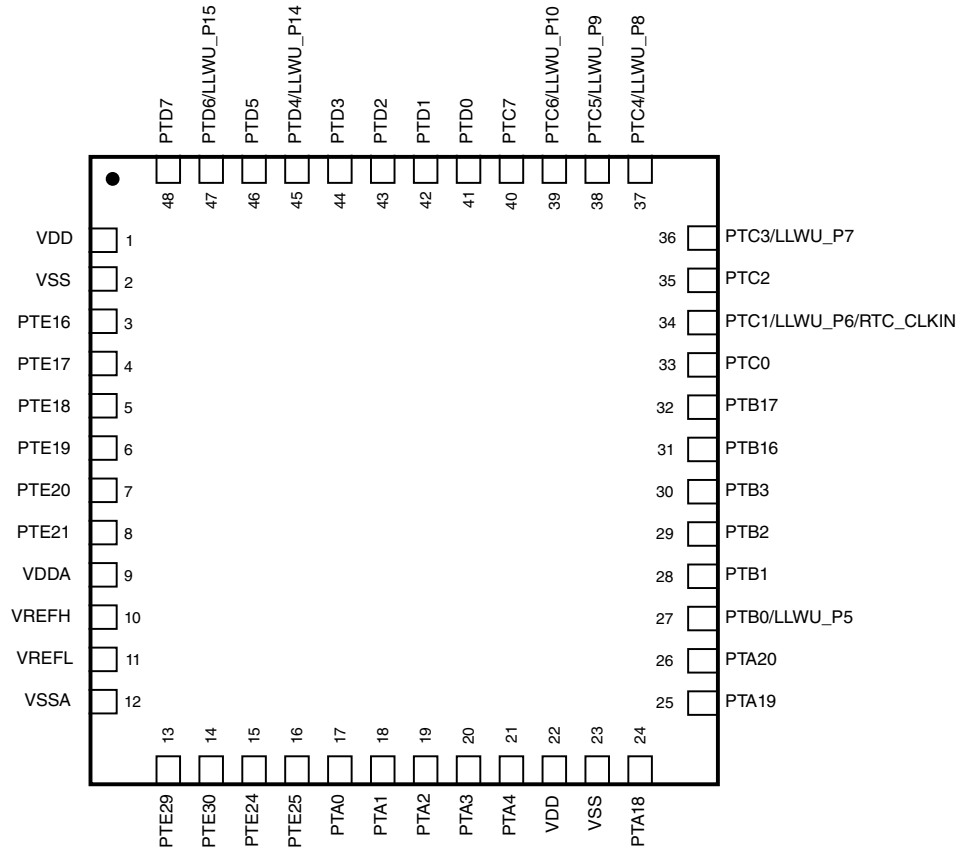 PTD7
PTD6/LLWU_P15
PTD5
PTD4/LLWU_P14
PTD3
PTD2
PTD1
PTD0
PTC7
PTC6/LLWU_P10
PTC5/LLWU_P9
PTC4/LLWU_P8
48
47
46
45
44
43
42
41
40
39
38
37
VDD 1
VSS 2
PTE16 3
PTE17 4
PTE18 5
PTE19 6
PTE20 7
PTE21 8
VDDA 9
VREFH 10
VREFL 11
VSSA 12
36 PTC3/LLWU_P7
35 PTC2
34 PTC1/LLWU_P6/RTC_CLKIN
33 PTC0
32 PTB17
31 PTB16
30 PTB3
29 PTB2
28 PTB1
27 PTB0/LLWU_P5
26 PTA20
25 PTA19
13
14
15
16
17
18
19
20
21
22
23
24
PTE29
PTE30
PTE24
PTE25
PTA0
PTA1
PTA2
PTA3
PTA4
VDD
VSS
PTA18